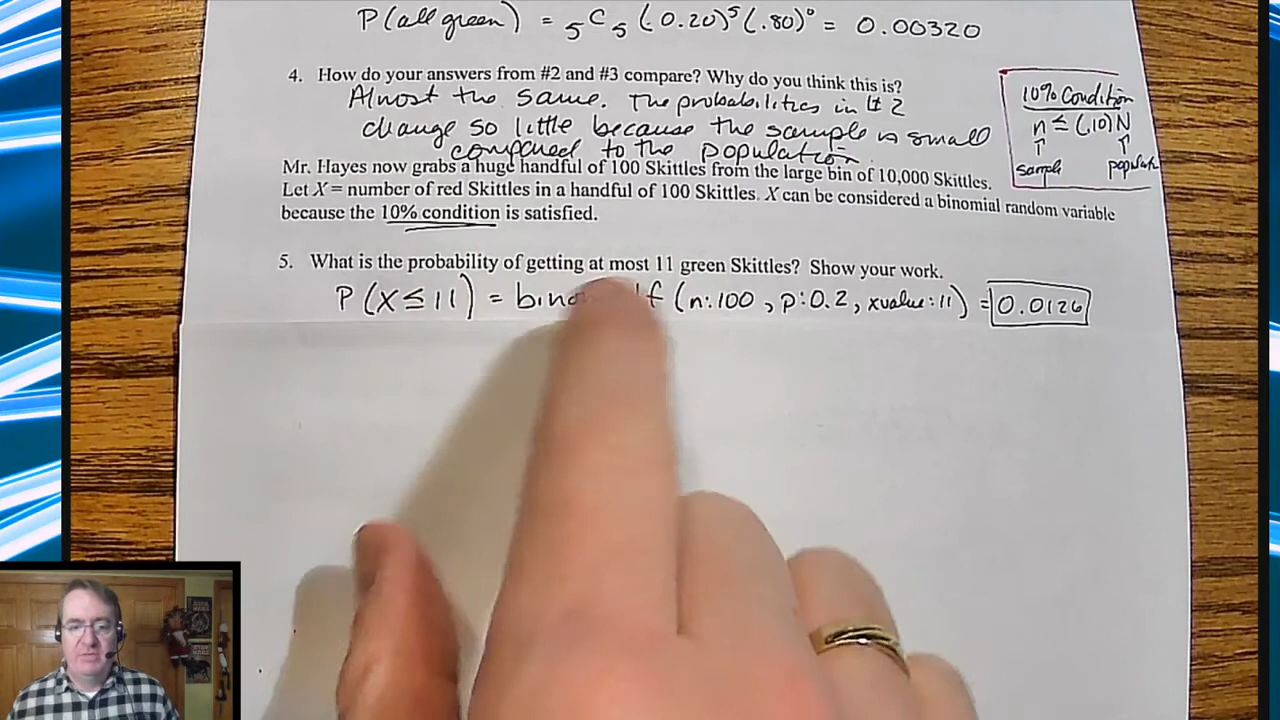 P(all green) = ₅C₅ (0.20)⁵ (.80)⁰ = 0.00320
4. How do your answers from #2 and #3 compare? Why do you think this is?
Almost the same. The probabilities in #2
change so little because the sample is small
compared to the population.
10% Condition
n ≤ (.10)N
↑ ↑
sample
Mr. Hayes now grabs a huge handful of 100 Skittles from the large bin of 10,000 Skittles.
Let X = number of red Skittles in a handful of 100 Skittles. X can be considered a binomial random variable
because the 10% condition is satisfied.
5. What is the probability of getting at most 11 green Skittles? Show your work.
P(X ≤ 11) = (n:100, p:0.2, xvalue:11) = 0.0126